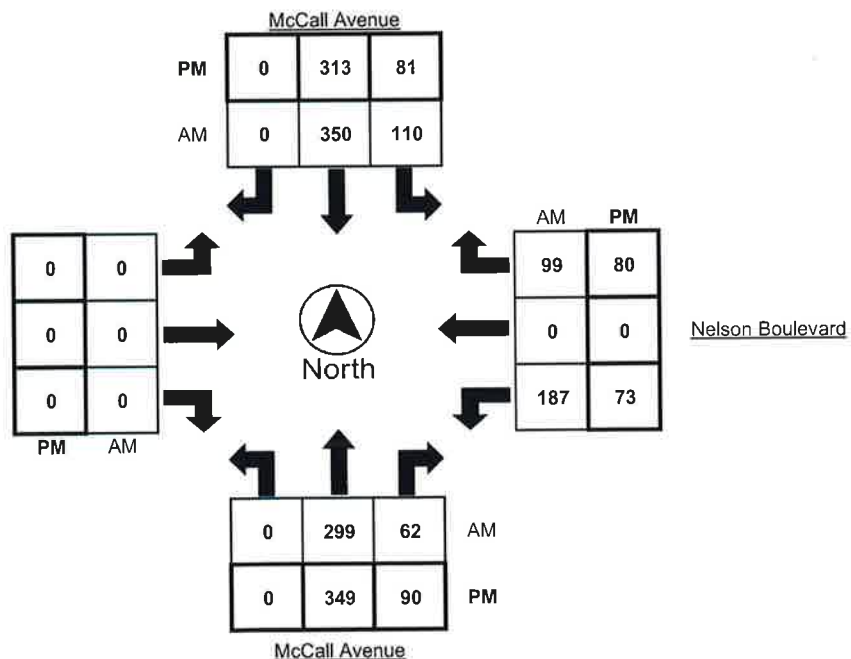 McCall Avenue
PM 0 313 81
AM 0 350 110
AM PM
0 0
99 80
0 0
0 0
Nelson Boulevard
North
0 0
187 73
PM AM
0 299 62 AM
0 349 90 PM
McCall Avenue